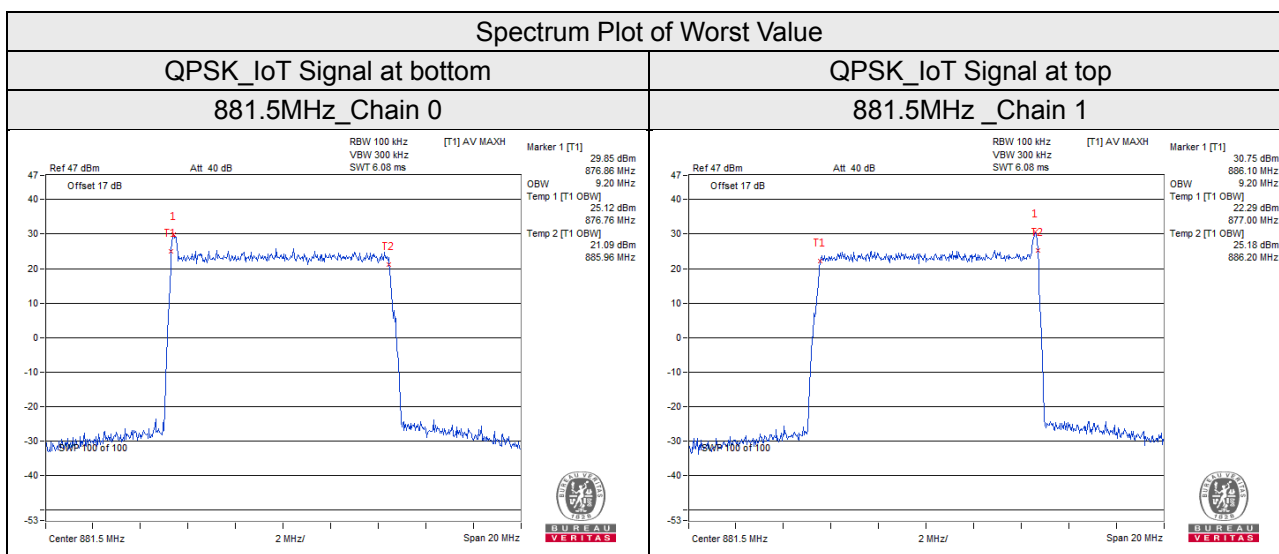 Spectrum Plot of Worst Value
QPSK_IoT Signal at bottom
QPSK_IoT Signal at top
881.5MHz_Chain 0
881.5MHz _Chain 1
RBW 100 kHz
VBW 300 kHz
SWT 6.08 ms
[T1] AV MAXH
Ref 47 dBm
Att 40 dB
Offset 17 dB
Marker 1 [T1]
29.85 dBm
876.86 MHz
OBW 9.20 MHz
Temp 1 [T1 OBW]
25.12 dBm
876.76 MHz
Temp 2 [T1 OBW]
21.09 dBm
885.96 MHz
47
40
30
20
10
0
-10
-20
-30
-40
-53
1
T1
T2
SWP 100 of 100
Center 881.5 MHz
2 MHz/
Span 20 MHz
BUREAU VERITAS
1828
BUREAU
VERITAS
RBW 100 kHz
VBW 300 kHz
SWT 6.08 ms
[T1] AV MAXH
Ref 47 dBm
Att 40 dB
Offset 17 dB
Marker 1 [T1]
30.75 dBm
886.10 MHz
OBW 9.20 MHz
Temp 1 [T1 OBW]
22.29 dBm
877.00 MHz
Temp 2 [T1 OBW]
25.18 dBm
886.20 MHz
47
40
30
20
10
0
-10
-20
-30
-40
-53
1
T1
T2
SWP 100 of 100
Center 881.5 MHz
2 MHz/
Span 20 MHz
BUREAU VERITAS
1828
BUREAU
VERITAS